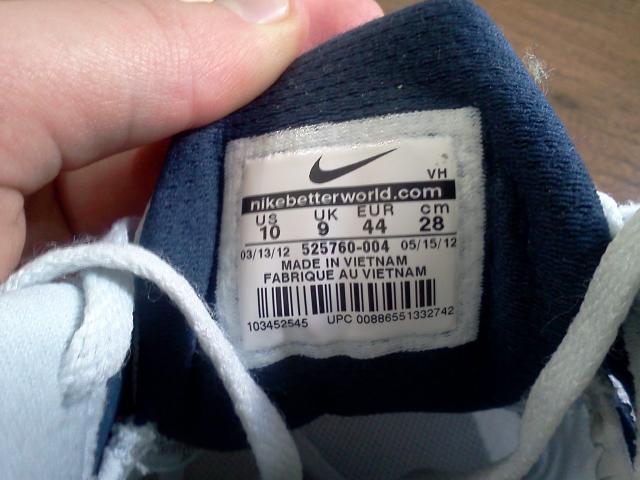 VH
nikebetterworld.com
US UK EUR cm
10 9 44 28
03/13/12 525760-004 05/15/12
MADE IN VIETNAM
FABRIQUE AU VIETNAM
103452545 UPC 00886551332742